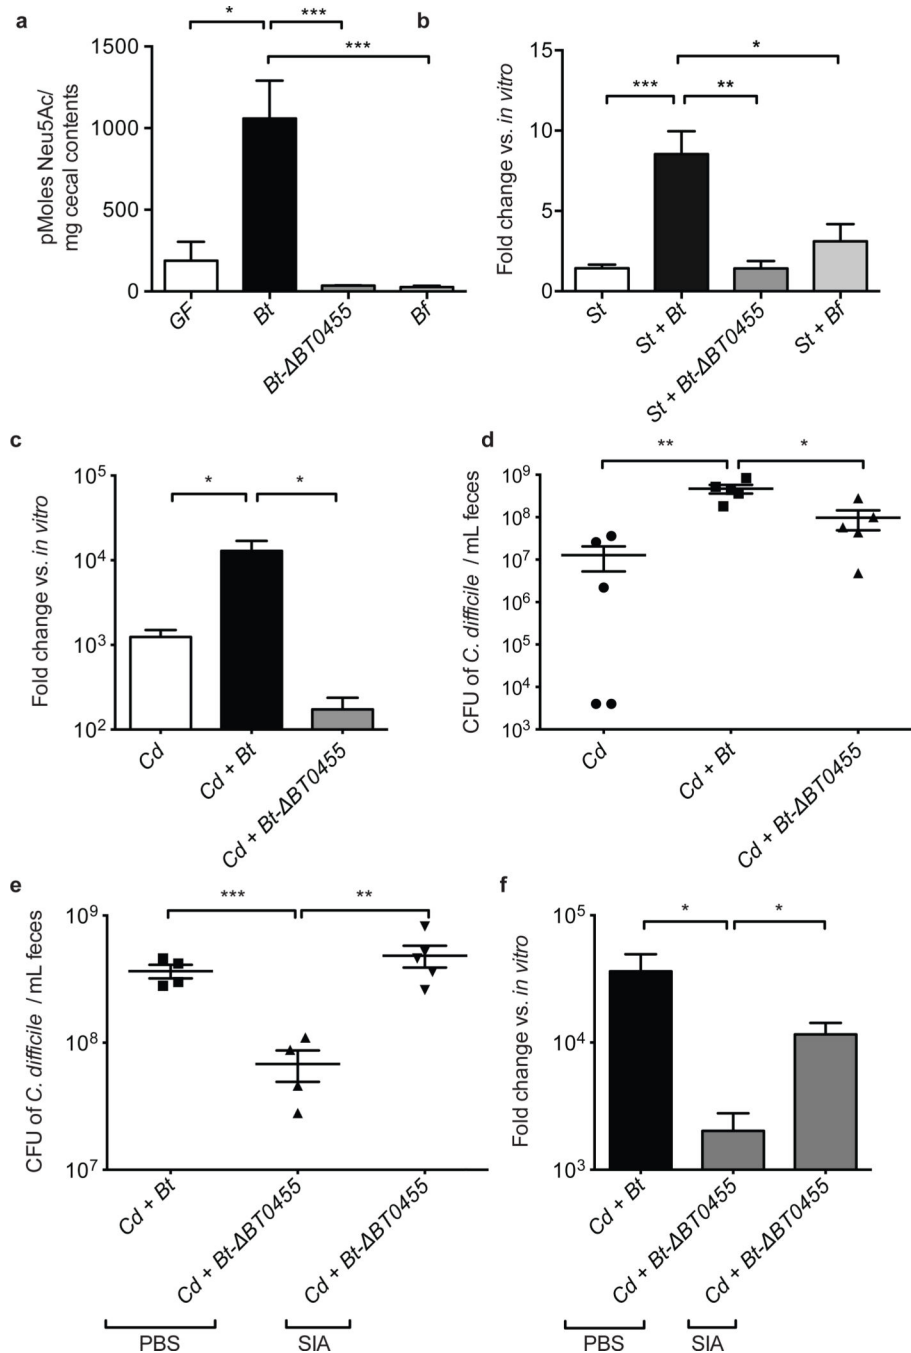 a
*
***
***
1500
1000
500
0
pMoles Neu5Ac/
mg cecal contents
GF
Bt
Bt-ΔBT0455
Bf
b
*
***
**
15
10
5
0
Fold change vs. in vitro
St
St + Bt
St + Bt-ΔBT0455
St + Bf
c
*
*
10⁵
10⁴
10³
10²
Fold change vs. in vitro
Cd
Cd + Bt
Cd + Bt-ΔBT0455
d
**
*
10⁹
10⁸
10⁷
10⁶
10⁵
10⁴
10³
CFU of C. difficile / mL feces
Cd
Cd + Bt
Cd + Bt-ΔBT0455
e
***
**
10⁹
10⁸
10⁷
CFU of C. difficile / mL feces
Cd + Bt
Cd + Bt-ΔBT0455
Cd + Bt-ΔBT0455
PBS
SIA
f
*
*
10⁵
10⁴
10³
Fold change vs. in vitro
Cd + Bt
Cd + Bt-ΔBT0455
Cd + Bt-ΔBT0455
PBS
SIA